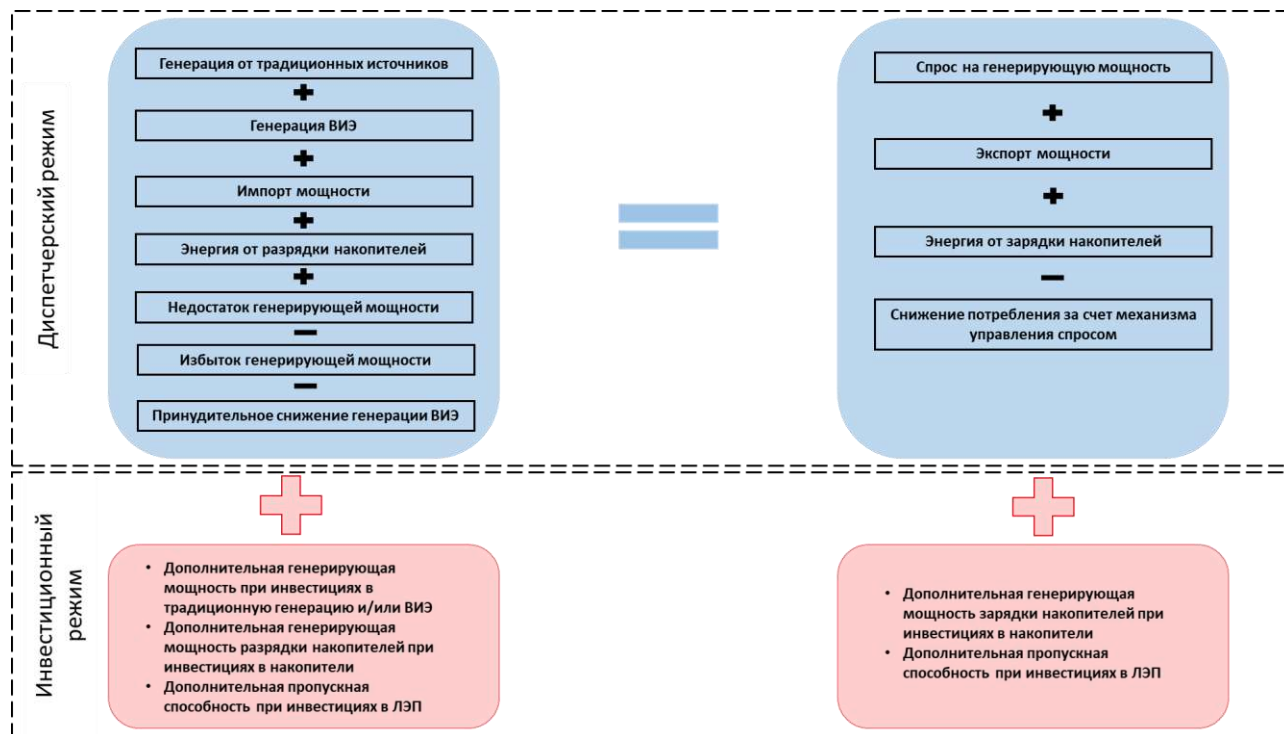 Диспетчерский режим
Генерация от традиционных источников
+
Генерация ВИЭ
+
Импорт мощности
+
Энергия от разрядки накопителей
+
Недостаток генерирующей мощности
−
Избыток генерирующей мощности
−
Принудительное снижение генерации ВИЭ
=
Спрос на генерирующую мощность
+
Экспорт мощности
+
Энергия от зарядки накопителей
−
Снижение потребления за счет механизма
управления спросом
Инвестиционный
режим
+
• Дополнительная генерирующая
мощность при инвестициях в
традиционную генерацию и/или ВИЭ
• Дополнительная генерирующая
мощность разрядки накопителей при
инвестициях в накопители
• Дополнительная пропускная
способность при инвестициях в ЛЭП
+
• Дополнительная генерирующая
мощность зарядки накопителей при
инвестициях в накопители
• Дополнительная пропускная
способность при инвестициях в ЛЭП